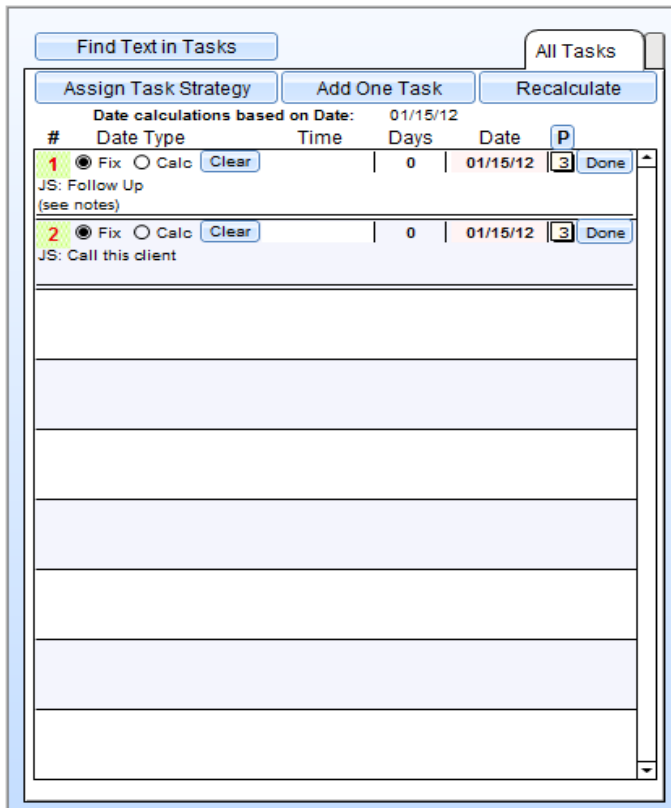 Find Text in Tasks
All Tasks
Assign Task Strategy Add One Task Recalculate
Date calculations based on Date: 01/15/12
# Date Type Time Days Date P
1 Fix Calc Clear 0 01/15/12 3 Done
JS: Follow Up
(see notes)
2 Fix Calc Clear 0 01/15/12 3 Done
JS: Call this client